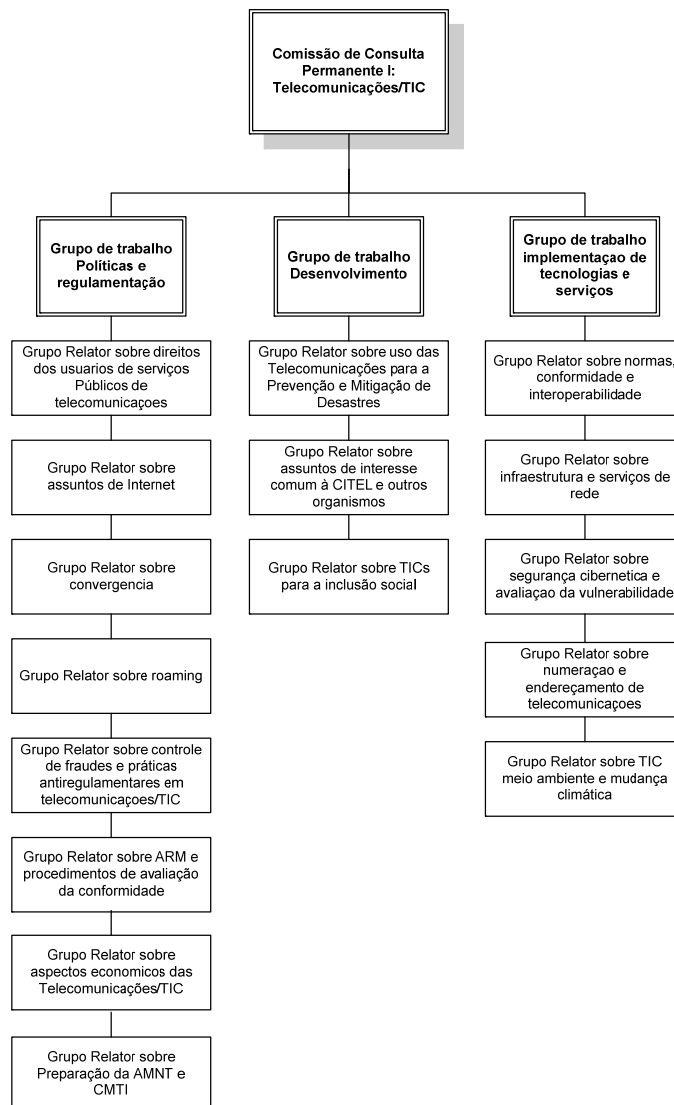 Comissão de Consulta
Permanente I:
Telecomunicações/TIC
Grupo de trabalho
Políticas e
regulamentação
Grupo Relator sobre direitos
dos usuarios de serviços
Públicos de
telecomunicaçoes
Grupo Relator sobre
assuntos de Internet
Grupo Relator sobre
convergencia
Grupo Relator sobre roaming
Grupo Relator sobre controle
de fraudes e práticas
antiregulamentares em
telecomunicaçoes/TIC
Grupo Relator sobre ARM e
procedimentos de avaliação
da conformidade
Grupo Relator sobre
aspectos economicos das
Telecomunicações/TIC
Grupo Relator sobre
Preparação da AMNT e
CMTI
Grupo de trabalho
Desenvolvimento
Grupo Relator sobre uso das
Telecomunicações para a
Prevenção e Mitigação de
Desastres
Grupo Relator sobre
assuntos de interesse
comum à CITEL e outros
organismos
Grupo Relator sobre TICs
para a inclusão social
Grupo de trabalho
implementaçao de
tecnologias e
serviços
Grupo Relator sobre normas,
conformidade e
interoperabilidade
Grupo Relator sobre
infraestrutura e serviços de
rede
Grupo Relator sobre
segurança cibernetica e
avaliaçao da vulnerabilidade
Grupo Relator sobre
numeraçao e
endereçamento de
telecomunicaçoes
Grupo Relator sobre TIC
meio ambiente e mudança
climática